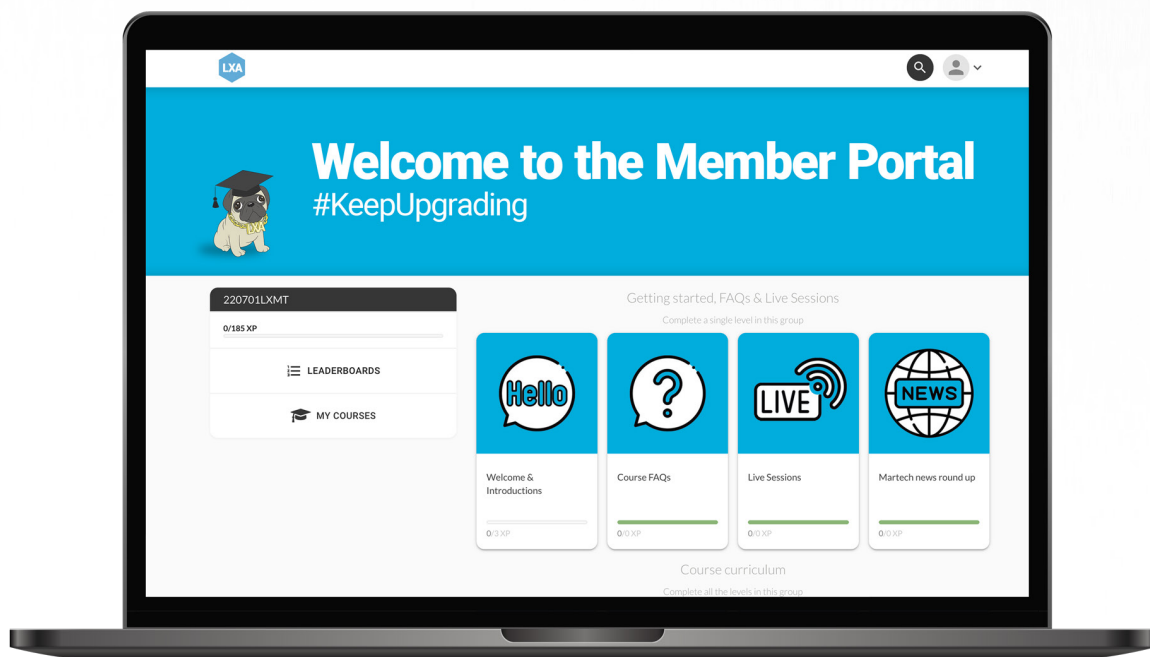 LXA
Welcome to the Member Portal
#KeepUpgrading
LXA
220701LXMT
0/185 XP
LEADERBOARDS
MY COURSES
Getting started, FAQs & Live Sessions
Complete a single level in this group
Hello
?
LIVE
NEWS
Welcome &
Introductions
0/3 XP
Course FAQs
0/0 XP
Live Sessions
0/0 XP
Martech news round up
0/0 XP
Course curriculum
Complete all the levels in this group